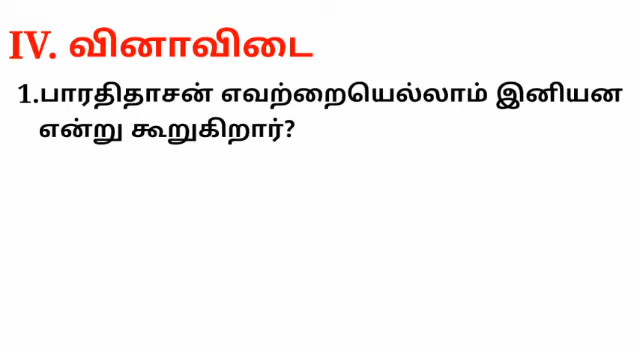 IV. வினாவிடை
1.பாரதிதாசன் எவற்றையெல்லாம் இனியன
என்று கூறுகிறார்?